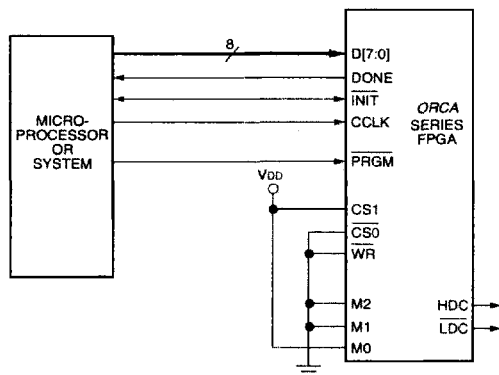 8
D[7:0]
DONE
INIT
CCLK
PRGM
MICRO-
PROCESSOR
OR
SYSTEM
ORCA
SERIES
FPGA
VDD
CS1
CS0
WR
M2
M1
M0
HDC
LDC